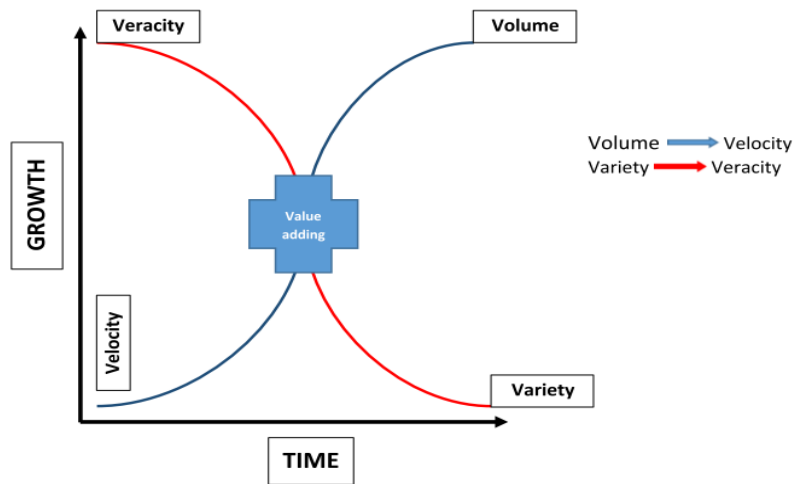 Veracity
Volume
Volume Velocity
Variety Veracity
GROWTH
Value
adding
Velocity
Variety
TIME